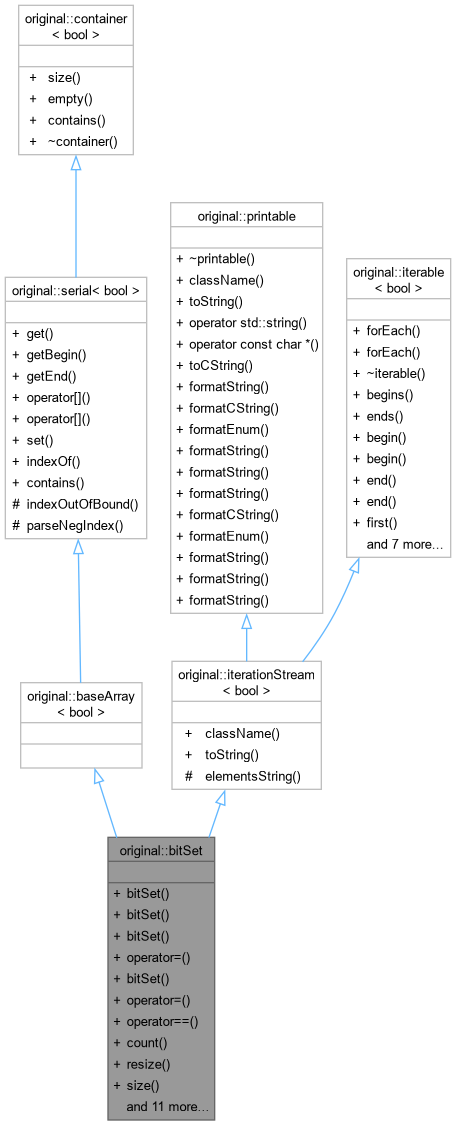 original::container
< bool >
+ size()
+ empty()
+ contains()
+ ~container()
original::serial< bool >
+ get()
+ getBegin()
+ getEnd()
+ operator[]()
+ operator[]()
+ set()
+ indexOf()
+ contains()
# indexOutOfBound()
# parseNegIndex()
original::baseArray
< bool >
original::printable
+ ~printable()
+ className()
+ toString()
+ operator std::string()
+ operator const char *()
+ toCString()
+ formatString()
+ formatCString()
+ formatEnum()
+ formatString()
+ formatString()
+ formatString()
+ formatCString()
+ formatEnum()
+ formatString()
+ formatString()
+ formatString()
original::iterable
< bool >
+ forEach()
+ forEach()
+ ~iterable()
+ begins()
+ ends()
+ begin()
+ begin()
+ end()
+ end()
+ first()
and 7 more...
original::iterationStream
< bool >
+ className()
+ toString()
# elementsString()
original::bitSet
+ bitSet()
+ bitSet()
+ bitSet()
+ operator=()
+ bitSet()
+ operator=()
+ operator==()
+ count()
+ resize()
+ size()
and 11 more...